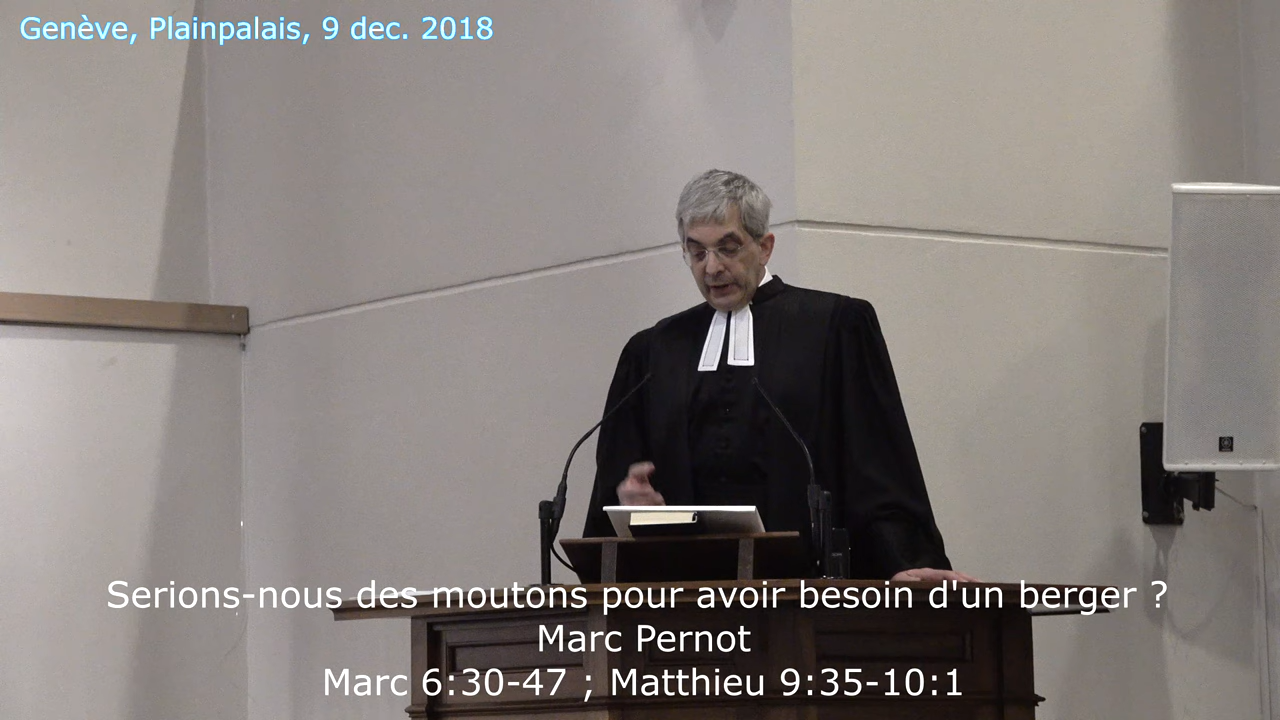 Genève, Plainpalais, 9 dec. 2018
Serions-nous des moutons pour avoir besoin d'un berger ?
Marc Pernot
Marc 6:30-47 ; Matthieu 9:35-10:1